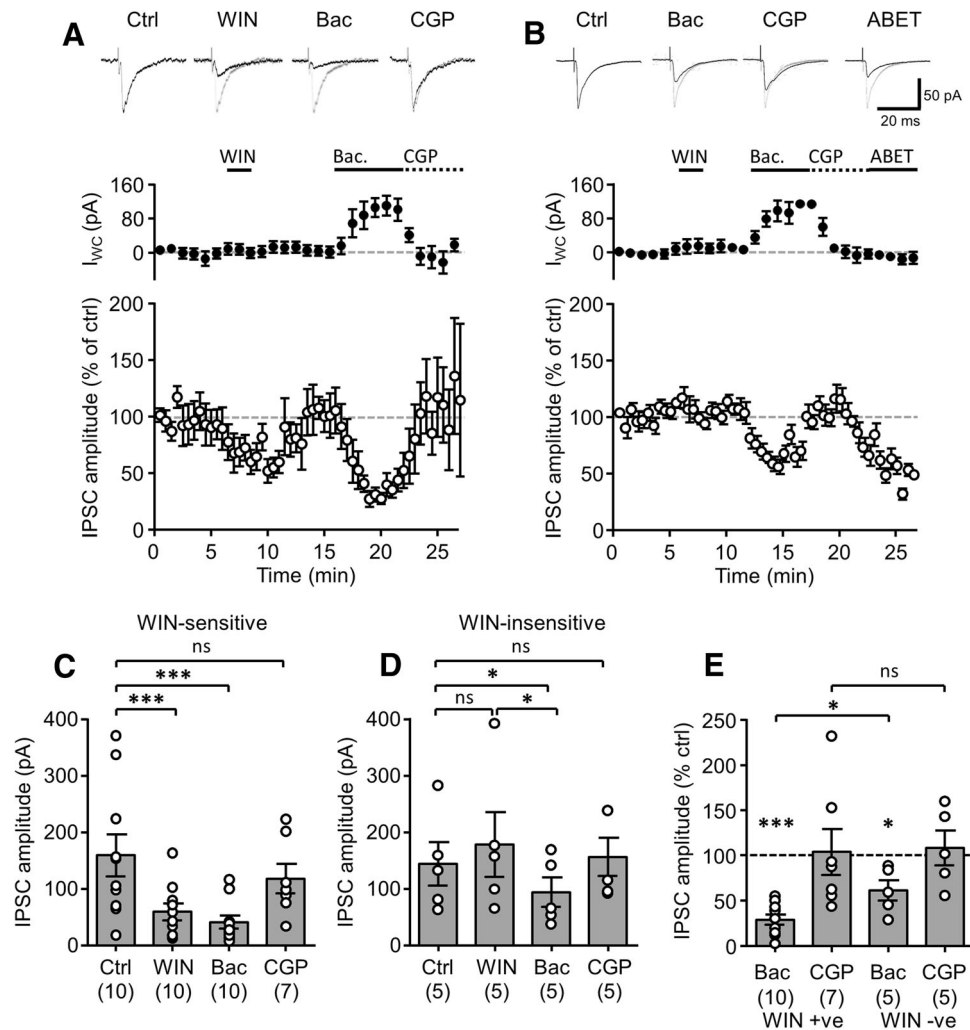 A
Ctrl WIN Bac CGP
WIN Bac. CGP
160
80
0
I_WC (pA)
200
150
100
50
0
IPSC amplitude (% of ctrl)
0 5 10 15 20 25
Time (min)
B
Ctrl Bac CGP ABET
50 pA
20 ms
WIN Bac. CGP ABET
160
80
0
I_WC (pA)
200
150
100
50
0
IPSC amplitude (% of ctrl)
0 5 10 15 20 25
Time (min)
C
WIN-sensitive
ns
***
***
400
300
200
100
0
IPSC amplitude (pA)
Ctrl WIN Bac CGP
(10) (10) (10) (7)
D
WIN-insensitive
ns
*
ns *
400
300
200
100
0
IPSC amplitude (pA)
Ctrl WIN Bac CGP
(5) (5) (5) (5)
E
ns
*
*** *
250
200
150
100
50
0
IPSC amplitude (% ctrl)
Bac CGP Bac CGP
(10) (7) (5) (5)
WIN +ve WIN -ve